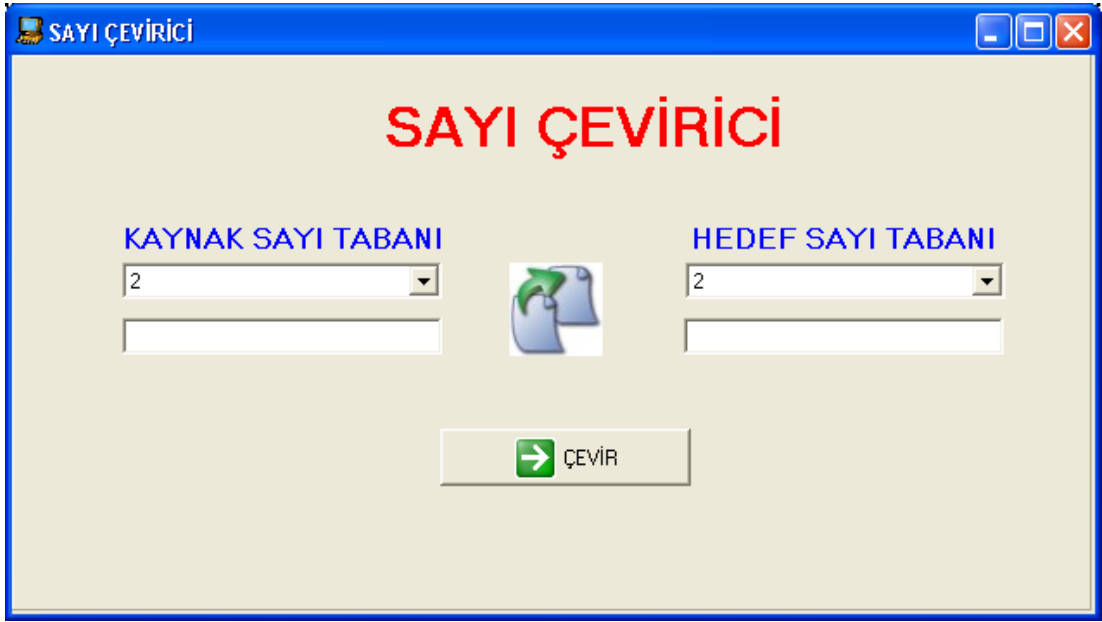 SAYI ÇEVİRİCİ
SAYI ÇEVİRİCİ
KAYNAK SAYI TABANI
HEDEF SAYI TABANI
2
2
ÇEVİR